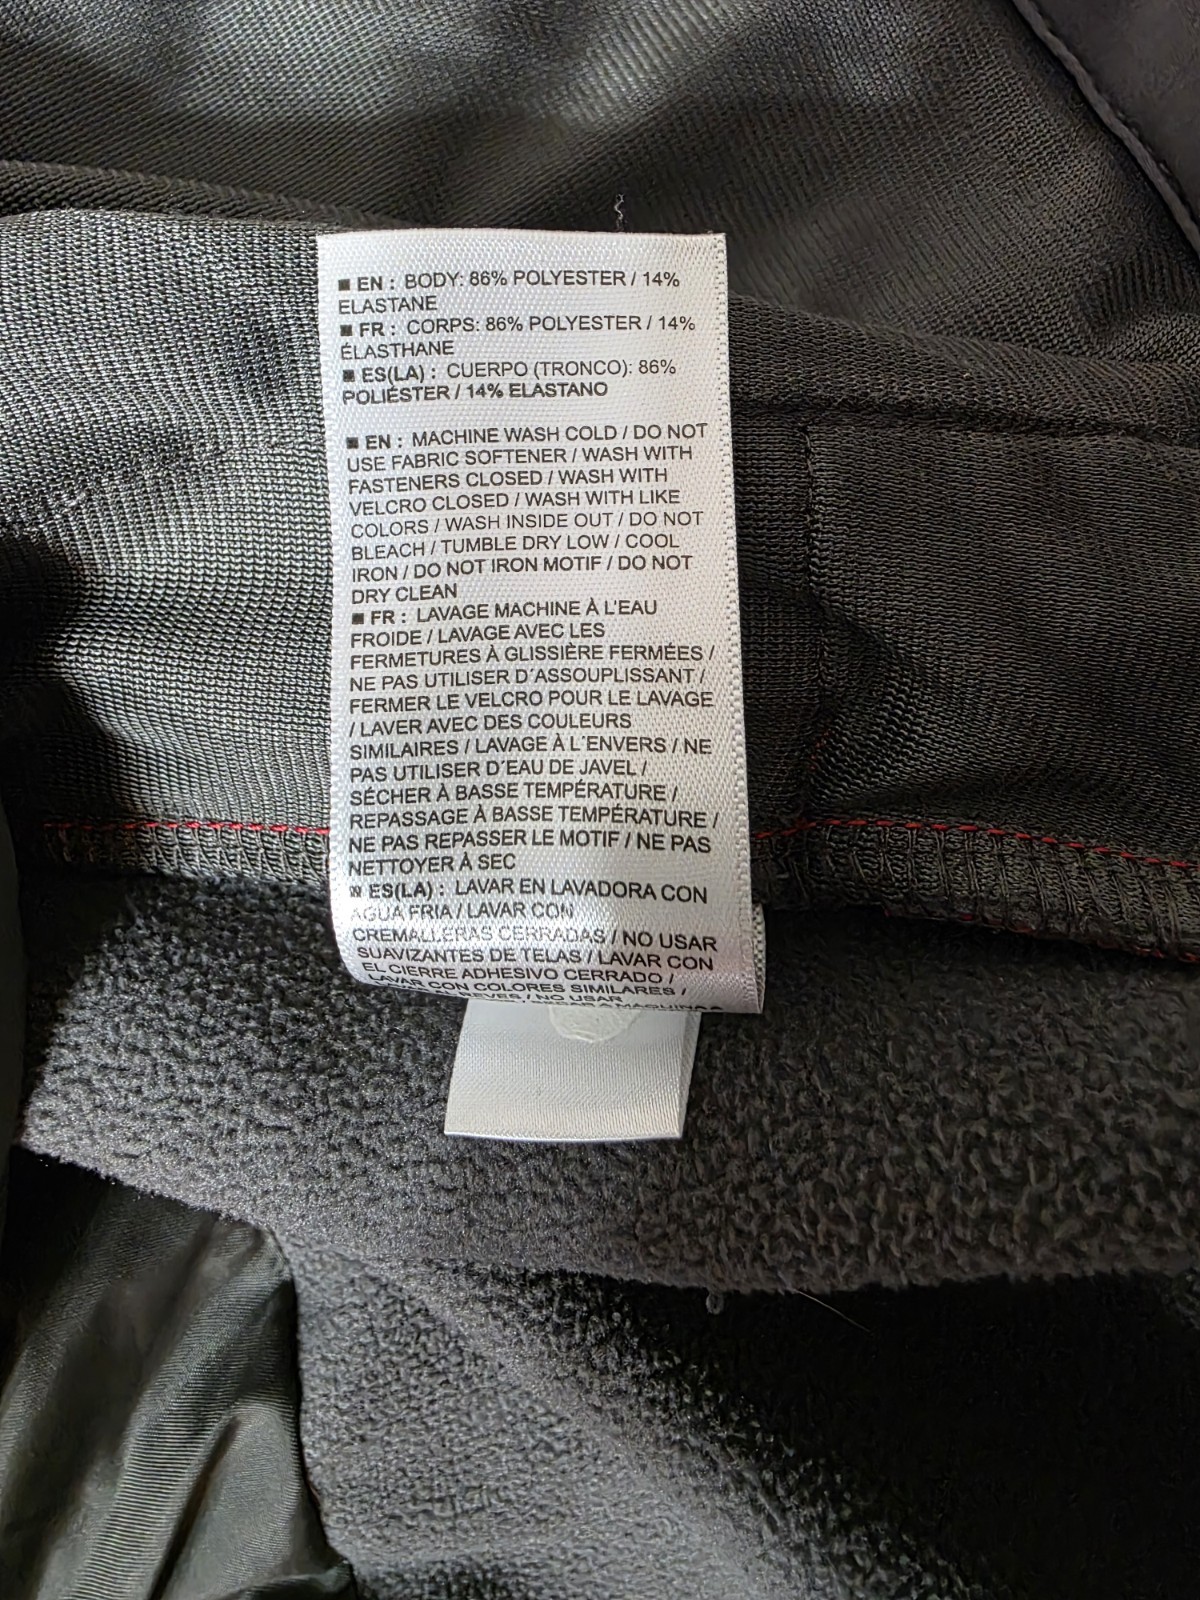 ■ EN : BODY: 86% POLYESTER / 14%
ELASTANE
■ FR : CORPS: 86% POLYESTER / 14%
ÉLASTHANE
■ ES(LA) : CUERPO (TRONCO): 86%
POLIÉSTER / 14% ELASTANO
■ EN : MACHINE WASH COLD / DO NOT
USE FABRIC SOFTENER / WASH WITH
FASTENERS CLOSED / WASH WITH
VELCRO CLOSED / WASH WITH LIKE
COLORS / WASH INSIDE OUT / DO NOT
BLEACH / TUMBLE DRY LOW / COOL
IRON / DO NOT IRON MOTIF / DO NOT
DRY CLEAN
■ FR : LAVAGE MACHINE À L'EAU
FROIDE / LAVAGE AVEC LES
FERMETURES À GLISSIÈRE FERMÉES /
NE PAS UTILISER D'ASSOUPLISSANT /
FERMER LE VELCRO POUR LE LAVAGE
/ LAVER AVEC DES COULEURS
SIMILAIRES / LAVAGE À L'ENVERS / NE
PAS UTILISER D'EAU DE JAVEL /
SÉCHER À BASSE TEMPÉRATURE /
REPASSAGE À BASSE TEMPÉRATURE /
NE PAS REPASSER LE MOTIF / NE PAS
NETTOYER À SEC
■ ES(LA) : LAVAR EN LAVADORA CON
AGUA FRIA / LAVAR CON
CREMALLERAS CERRADAS / NO USAR
SUAVIZANTES DE TELAS / LAVAR CON
EL CIERRE ADHESIVO CERRADO /
LAVAR CON COLORES SIMILARES /
/ NO USAR